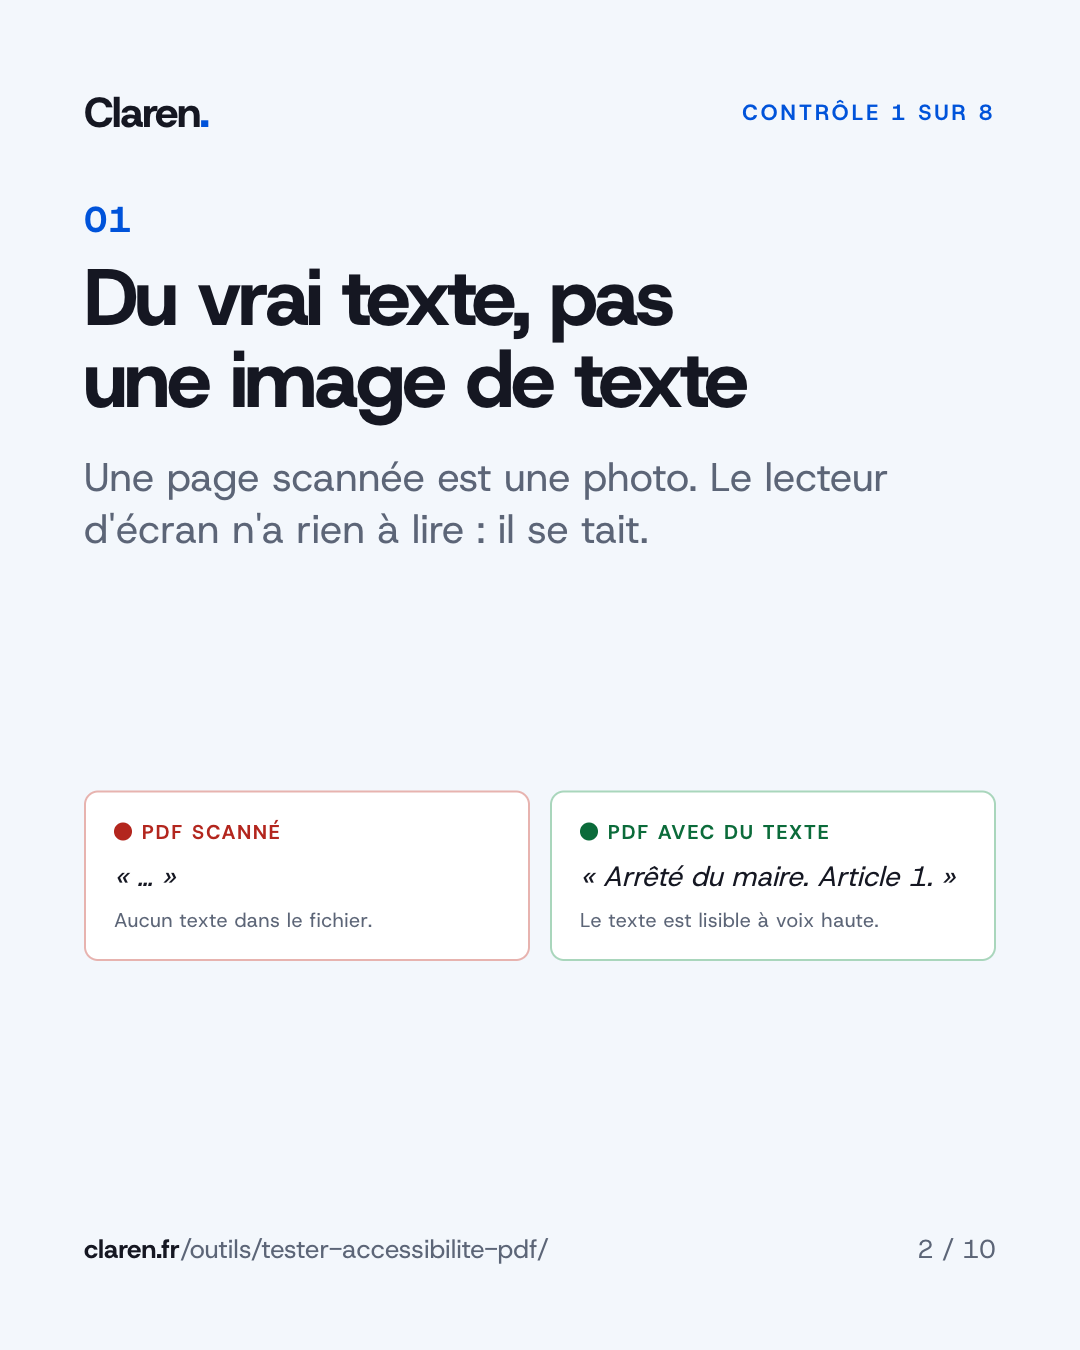 Claren.
CONTRÔLE 1 SUR 8
01
Du vrai texte, pas
une image de texte
Une page scannée est une photo. Le lecteur
d'écran n'a rien à lire : il se tait.
PDF SCANNÉ
« … »
Aucun texte dans le fichier.
PDF AVEC DU TEXTE
« Arrêté du maire. Article 1. »
Le texte est lisible à voix haute.
claren.fr/outils/tester-accessibilite-pdf/
2 / 10